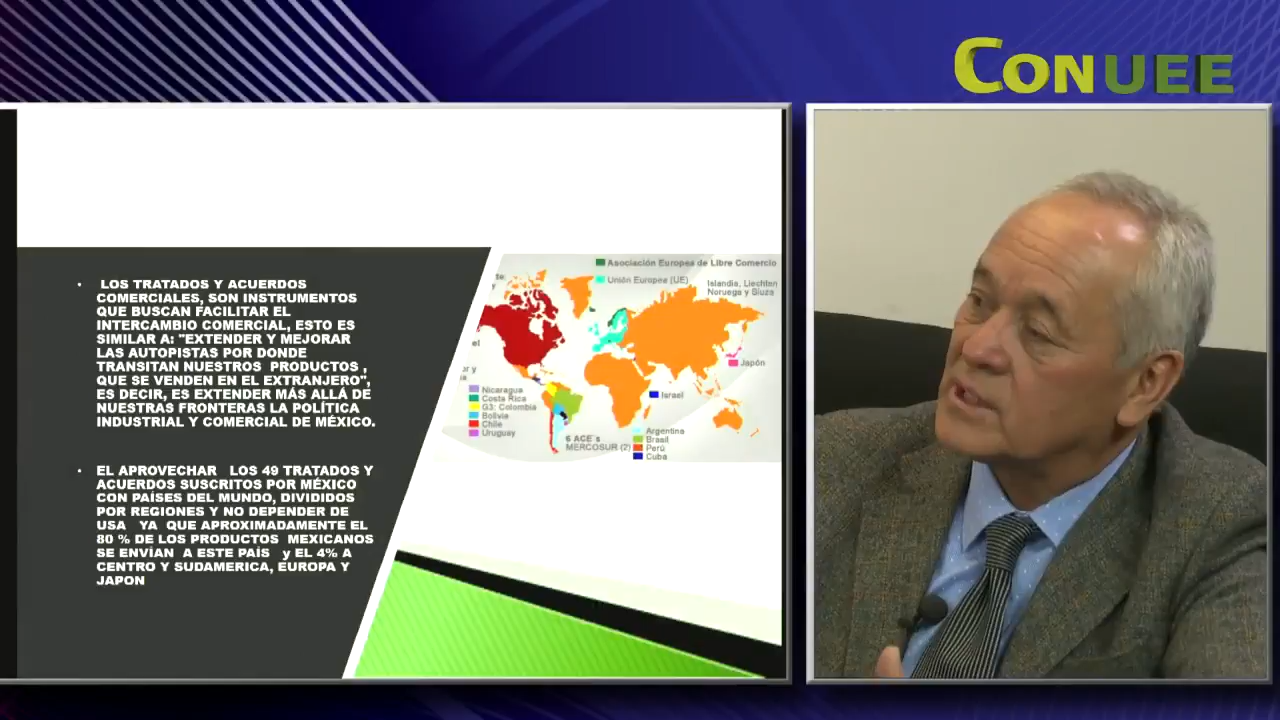 CONUEE
• LOS TRATADOS Y ACUERDOS
COMERCIALES, SON INSTRUMENTOS
QUE BUSCAN FACILITAR EL
INTERCAMBIO COMERCIAL, ESTO ES
SIMILAR A: "EXTENDER Y MEJORAR
LAS AUTOPISTAS POR DONDE
TRANSITAN NUESTROS PRODUCTOS ,
QUE SE VENDEN EN EL EXTRANJERO",
ES DECIR, ES EXTENDER MÁS ALLÁ DE
NUESTRAS FRONTERAS LA POLÍTICA
INDUSTRIAL Y COMERCIAL DE MÉXICO.
• EL APROVECHAR LOS 49 TRATADOS Y
ACUERDOS SUSCRITOS POR MÉXICO
CON PAÍSES DEL MUNDO, DIVIDIDOS
POR REGIONES Y NO DEPENDER DE
USA YA QUE APROXIMADAMENTE EL
80 % DE LOS PRODUCTOS MEXICANOS
SE ENVÍAN A ESTE PAÍS y EL 4% A
CENTRO Y SUDAMERICA, EUROPA Y
JAPON
Asociación Europea de Libre Comercio
Unión Europea (UE)
Islandia, Liechten
Noruega y Suiza
Japón
Israel
Nicaragua
Costa Rica
G3: Colombia
Bolivia
Chile
Uruguay
6 ACE´s
MERCOSUR (2)
Argentina
Brasil
Perú
Cuba